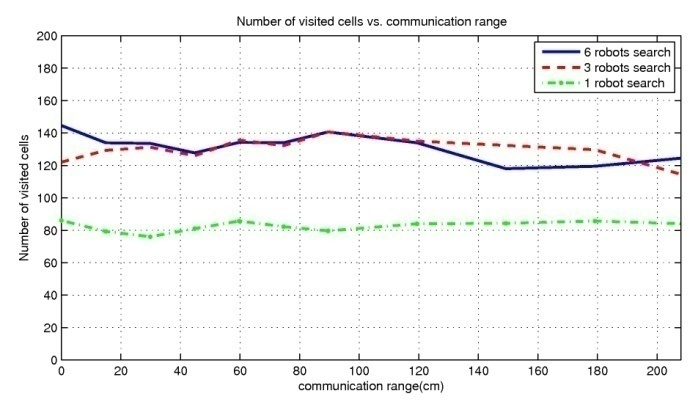 Number of visited cells vs. communication range
200
180
160
140
120
100
80
60
40
20
0
Number of visited cells
6 robots search
3 robots search
1 robot search
0 20 40 60 80 100 120 140 160 180 200
communication range(cm)